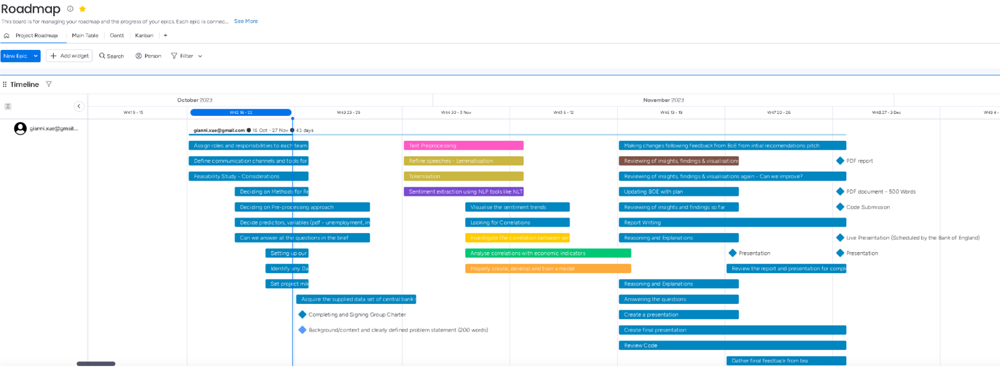 Roadmap
This board is for managing your roadmap and the progress of your epics. Each epic is connec... See More
Project Roadmap Main Table Gantt Kanban +
New Epic Add widget Search Person Filter
Timeline
October 2023 November 2023
W41 9 - 15 W42 16 - 22 W43 23 - 29 W44 30 - 5 Nov W45 6 - 12 W46 13 - 19 W47 20 - 26 W48 27 - 3 Dec W49 4 -
gianni.xue@gmail....
gianni.xue@gmail.com 16 Oct - 27 Nov 43 days
Assign roles and responsibilities to each team Text Preprocessing Making changes following feedback from BoE from intial recomendations pitch
Define communication channels and tools for Refine speeches - Lemmatisation Reviewing of insights, findings & visualisations PDF report
Feasability Study - Considerations Tokenisation Reviewing of insights, findings & visualisations again - Can we improve?
Deciding on Methods for Re Sentiment extraction using NLP tools like NLT Updating BOE with plan PDF document - 500 Words
Deciding on Pre-processing approach Visualise the sentiment trends Reviewing of insights and findings so far Code Submission
Decide predictors, variables (pdf - unemployment, in Looking for Correlations Report Writing
Can we answer all the questions in the brief Investigate the correlation between sen Reasoning and Explanations Live Presentation (Scheduled by the Bank of England)
Setting up our Analyse correlations with economic indicators Presentation Presentation
Identify any Da Properly create, develop and train a model Review the report and presentation for comple
Set project mile Reasoning and Explanations
Acquire the supplied data set of central bank s Answering the questions
Completing and Signing Group Charter Create a presentation
Background/context and clearly defined problem statement (200 words) Create final presentation
Review Code
Gather final feedback from tea